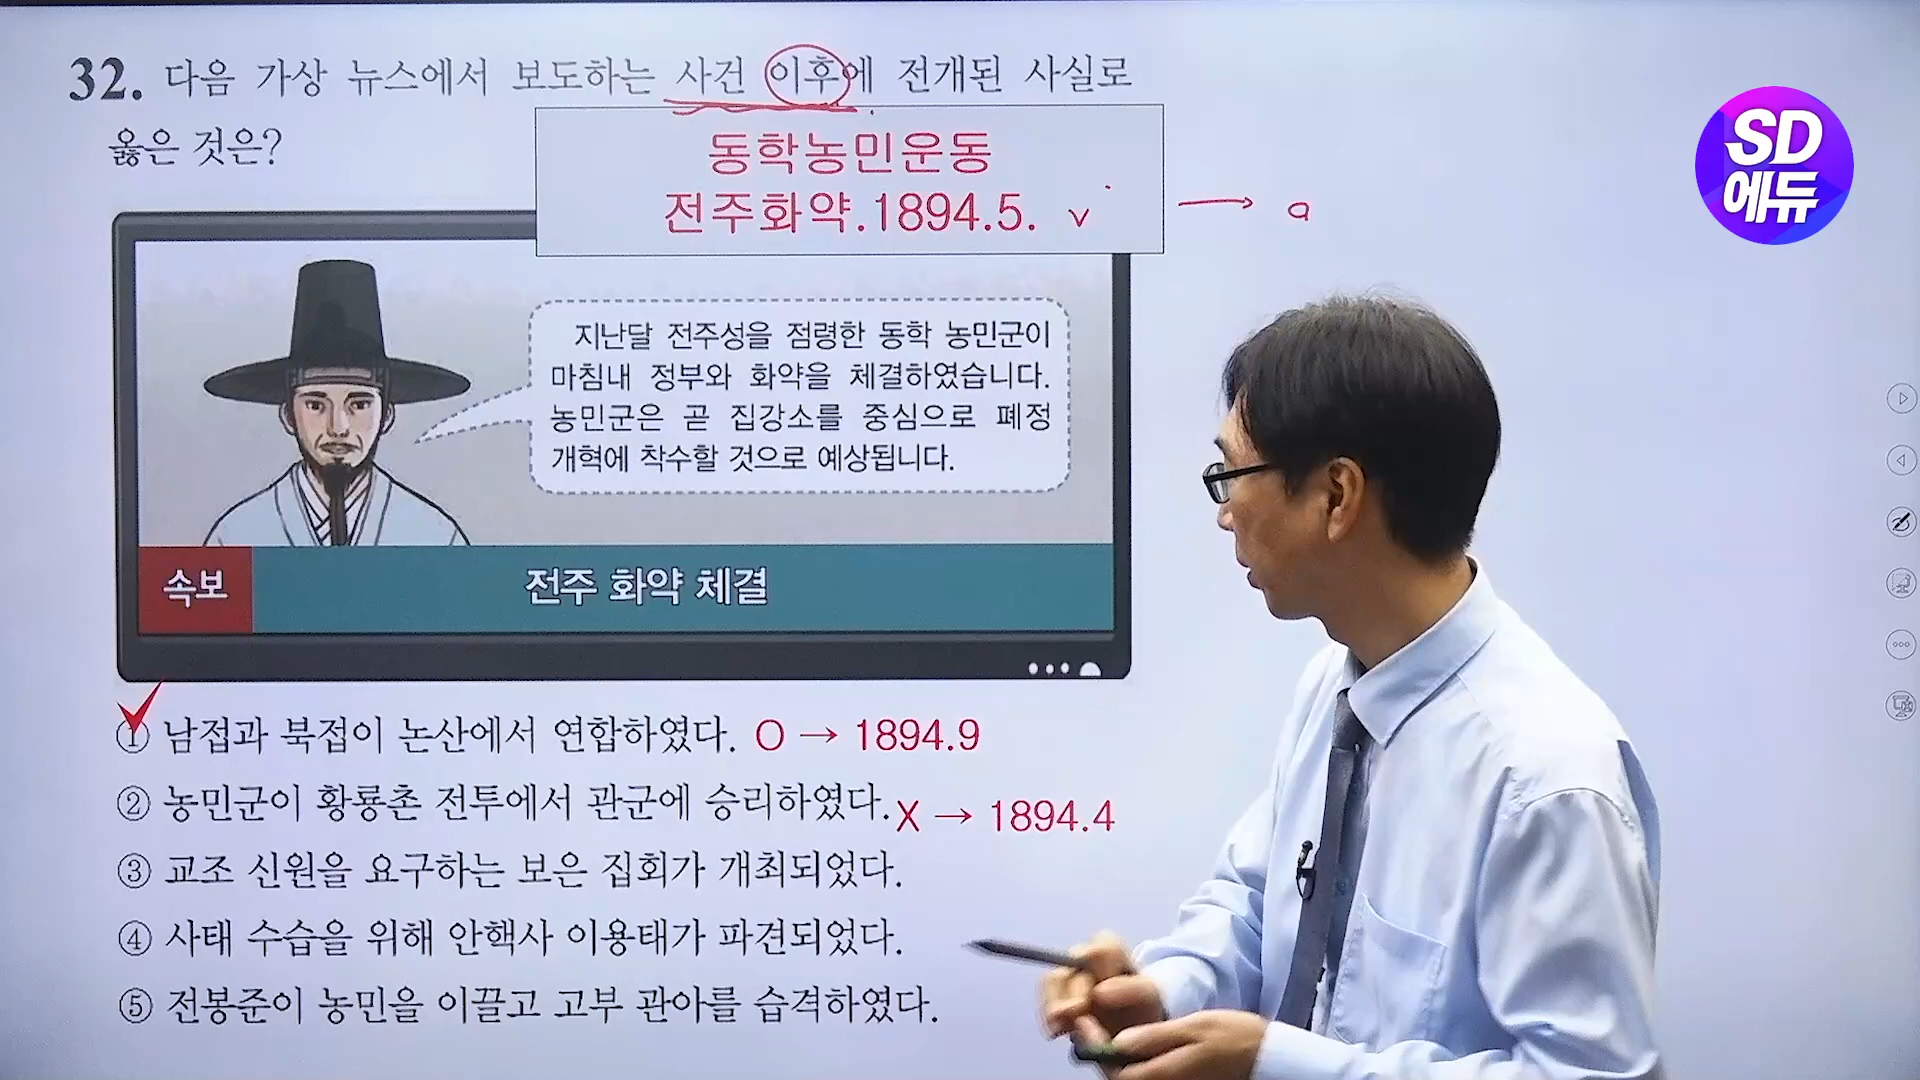 32. 다음 가상 뉴스에서 보도하는 사건 이후에 전개된 사실로
옳은 것은?
동학농민운동
전주화약.1894.5. v → a
SD
에듀
지난달 전주성을 점령한 동학 농민군이
마침내 정부와 화약을 체결하였습니다.
농민군은 곧 집강소를 중심으로 폐정
개혁에 착수할 것으로 예상됩니다.
속보 전주 화약 체결
① 남접과 북접이 논산에서 연합하였다. O → 1894.9
② 농민군이 황룡촌 전투에서 관군에 승리하였다. X → 1894.4
③ 교조 신원을 요구하는 보은 집회가 개최되었다.
④ 사태 수습을 위해 안핵사 이용태가 파견되었다.
⑤ 전봉준이 농민을 이끌고 고부 관아를 습격하였다.